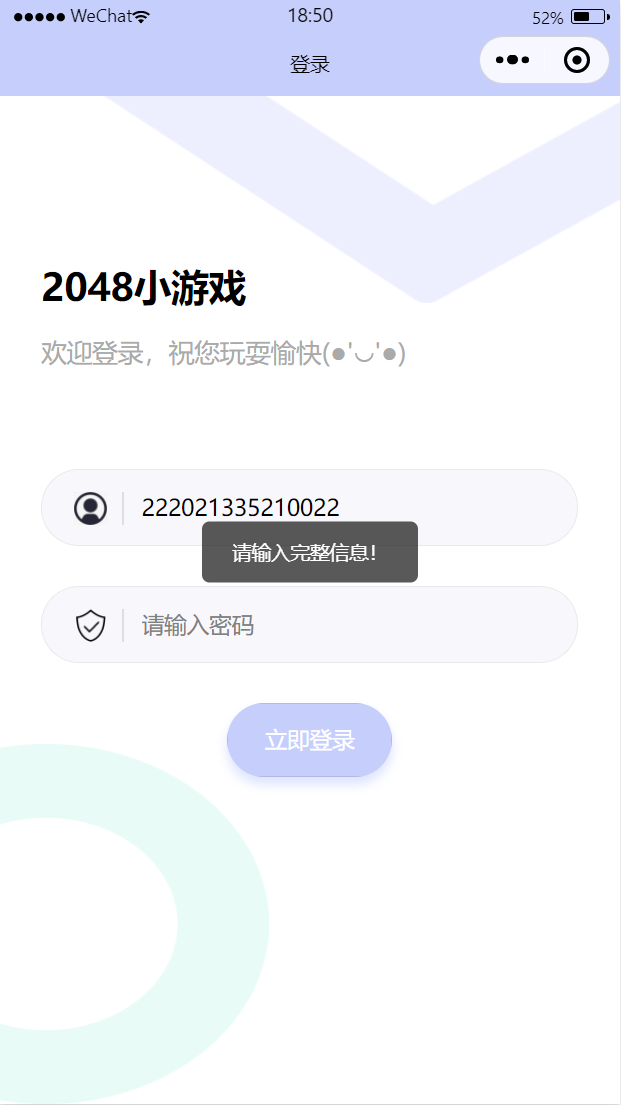 ●●●●● WeChat 18:50 52%
登录
2048小游戏
欢迎登录，祝您玩耍愉快(●'◡'●)
222021335210022
请输入完整信息！
请输入密码
立即登录